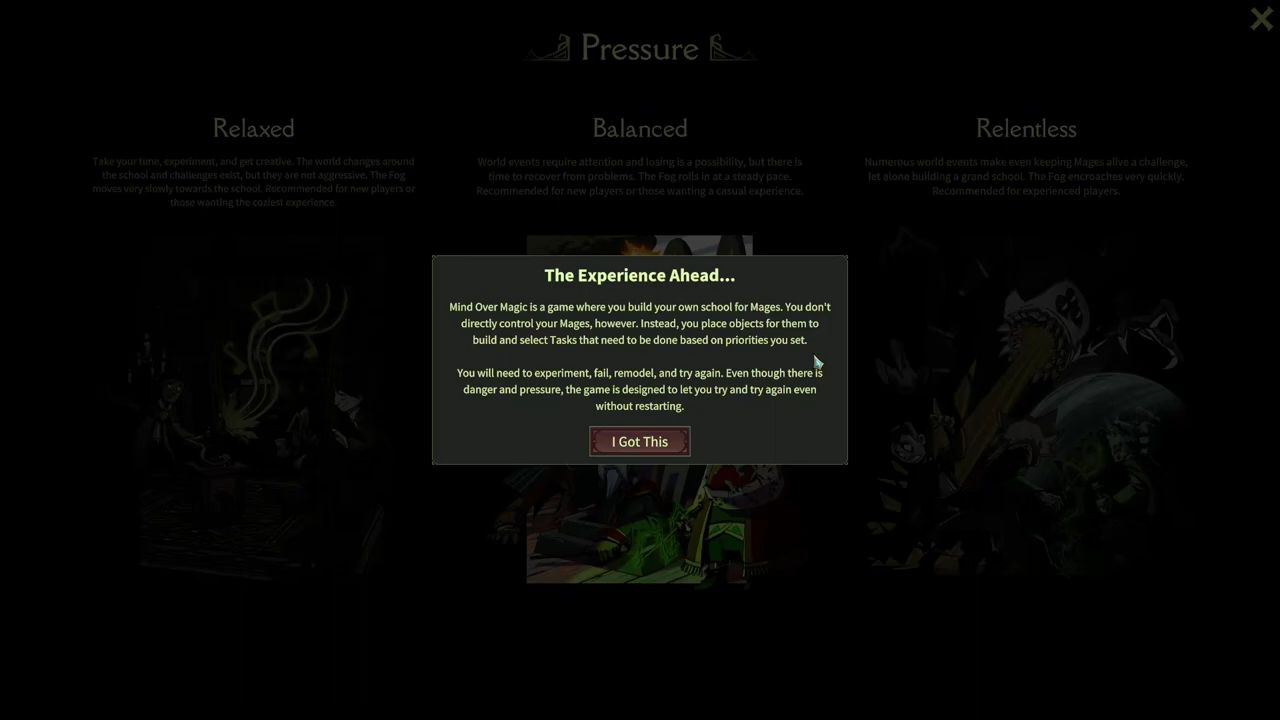 Pressure
Relaxed
Take your time, experiment, and get creative. The world changes around
the school and challenges exist, but they are not aggressive. The Fog
moves very slowly towards the school. Recommended for new players or
those wanting the coziest experience.
Balanced
World events require attention and losing is a possibility, but there is
time to recover from problems. The Fog rolls in at a steady pace.
Recommended for new players or those wanting a casual experience.
Relentless
Numerous world events make even keeping Mages alive a challenge,
let alone building a grand school. The Fog encroaches very quickly.
Recommended for experienced players.
The Experience Ahead...
Mind Over Magic is a game where you build your own school for Mages. You don't
directly control your Mages, however. Instead, you place objects for them to
build and select Tasks that need to be done based on priorities you set.
You will need to experiment, fail, remodel, and try again. Even though there is
danger and pressure, the game is designed to let you try and try again even
without restarting.
I Got This